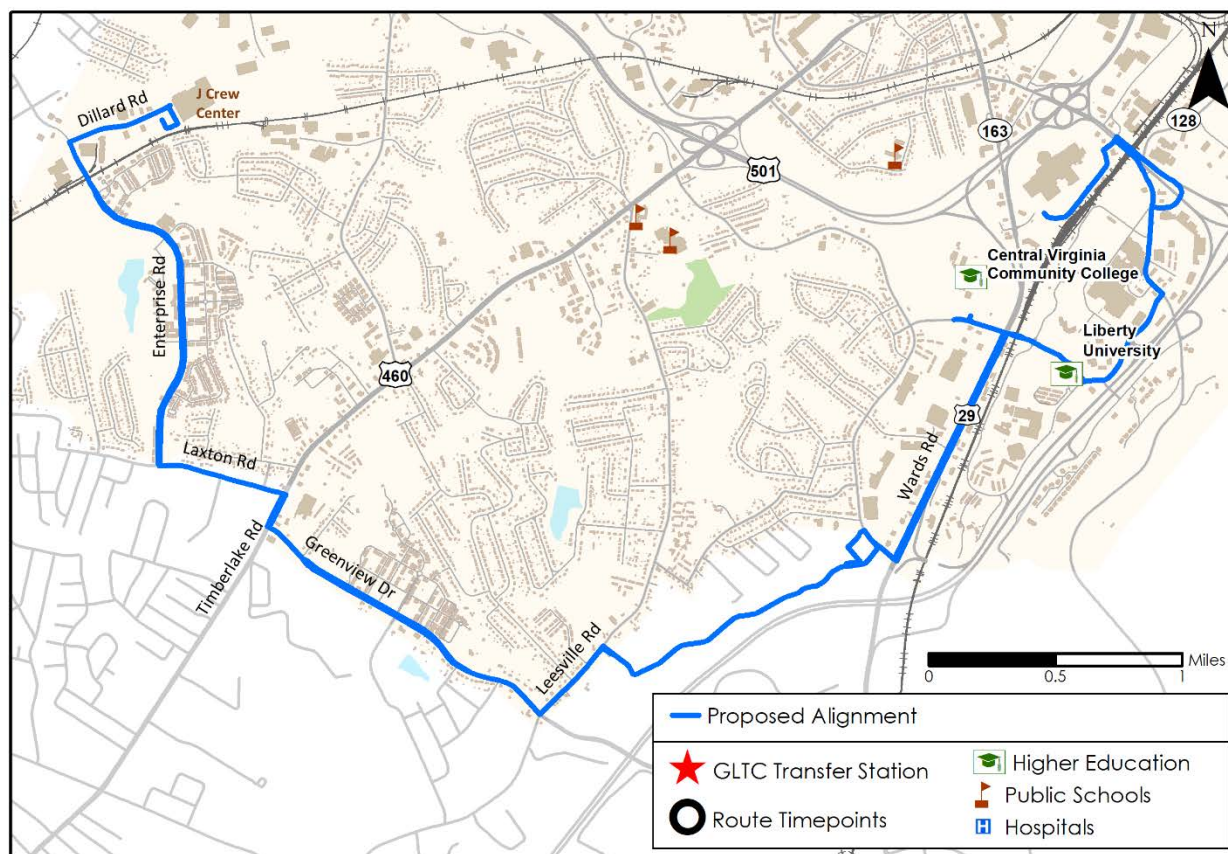 N
J Crew
Center
Dillard Rd
128
163
501
Central Virginia
Community College
Enterprise Rd
Liberty
University
460
29
Wards Rd
Laxton Rd
Timberlake Rd
Greenview Dr
Leesville Rd
Miles
0
0.5
1
Proposed Alignment
GLTC Transfer Station
Route Timepoints
Higher Education
Public Schools
H Hospitals